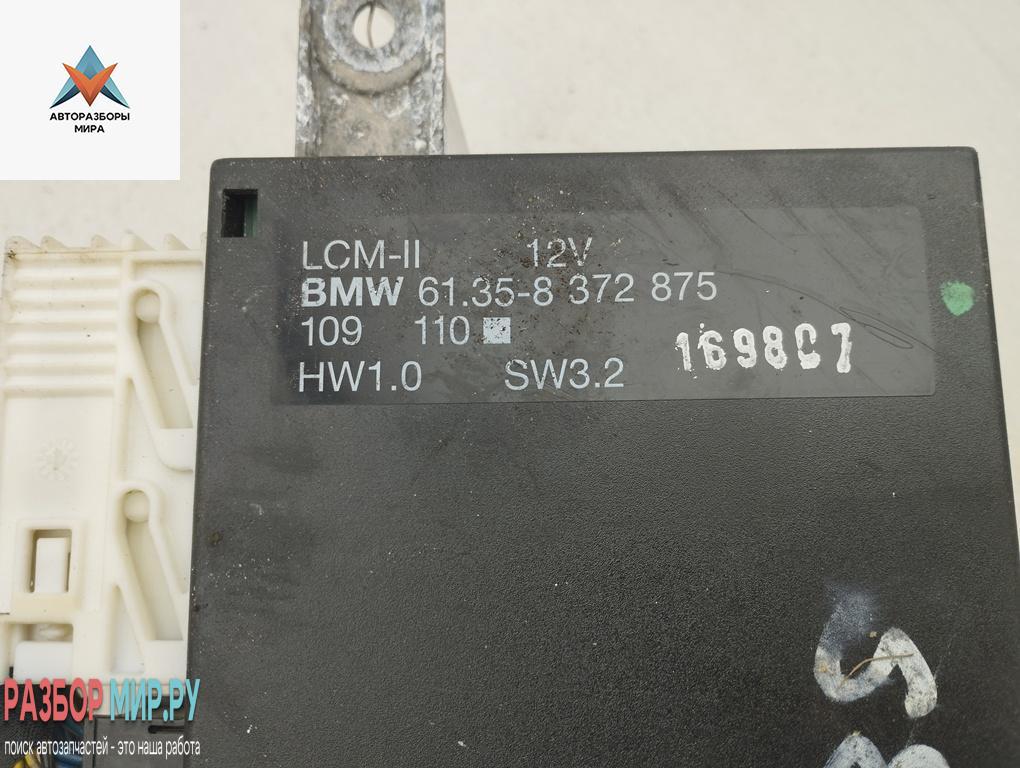 АВТОРАЗБОРЫ
МИРА
LCM-II 12V
BMW 61.35-8 372 875
109 110
HW1.0 SW3.2
169807
РАЗБОР МИР.РУ
поиск автозапчастей - это наша работа